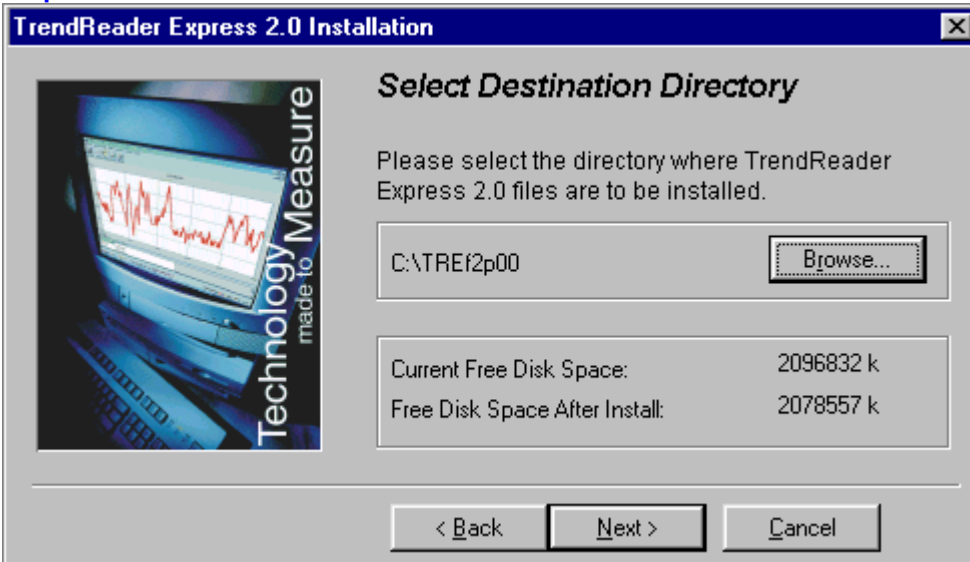 TrendReader Express 2.0 Installation
Select Destination Directory
Please select the directory where TrendReader
Express 2.0 files are to be installed.
C:\TREf2p00
Browse...
Current Free Disk Space: 2096832 k
Free Disk Space After Install: 2078557 k
Technology
made to Measure
< Back
Next >
Cancel